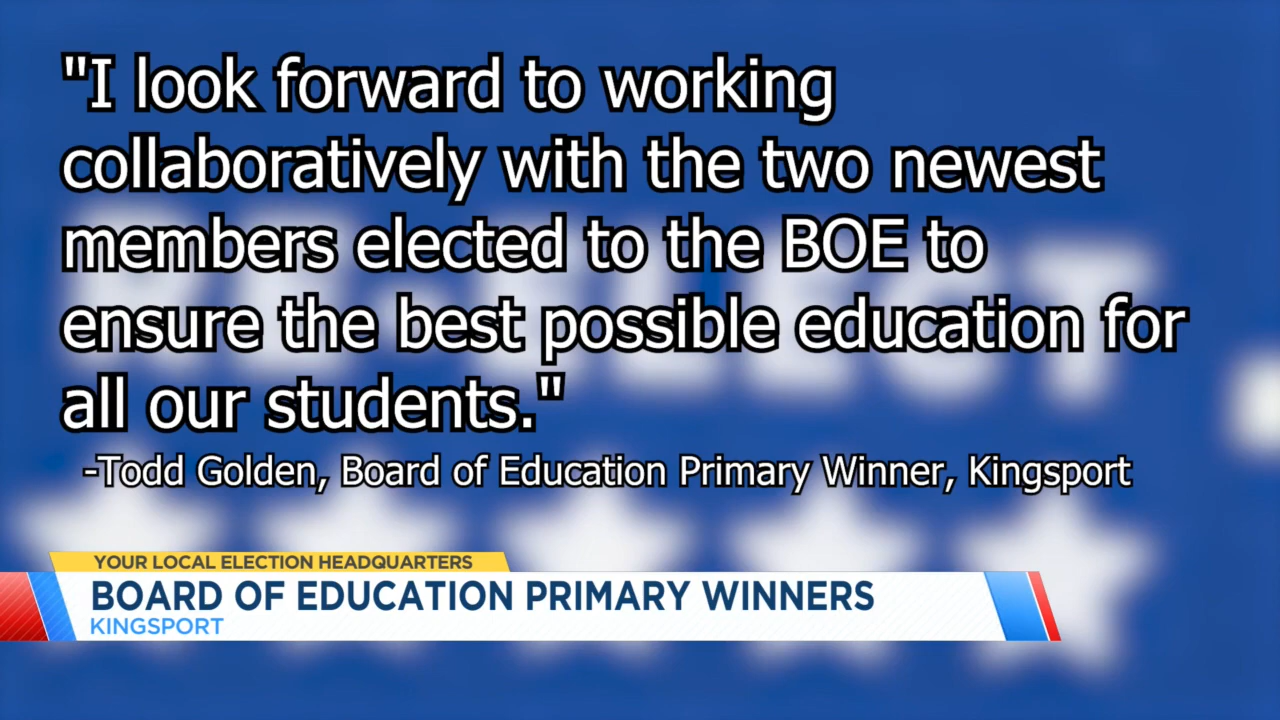 "I look forward to working
collaboratively with the two newest
members elected to the BOE to
ensure the best possible education for
all our students."
-Todd Golden, Board of Education Primary Winner, Kingsport
YOUR LOCAL ELECTION HEADQUARTERS
BOARD OF EDUCATION PRIMARY WINNERS
KINGSPORT